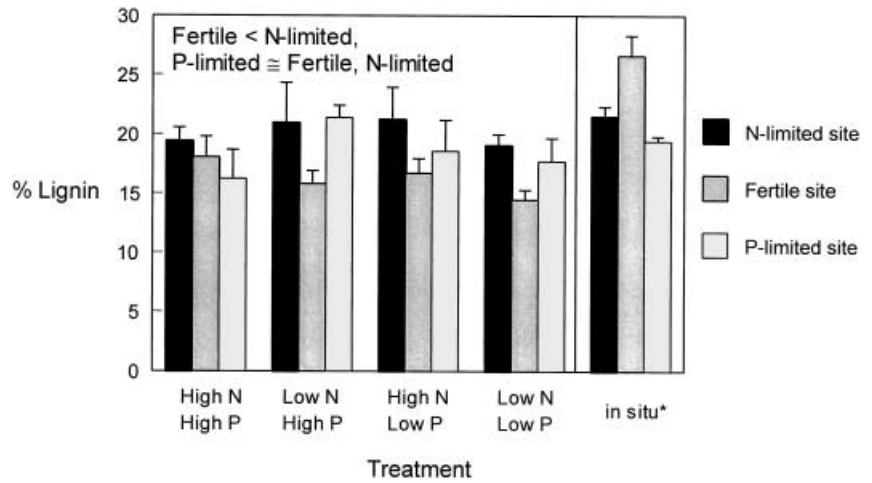 30
25
20
15
10
5
0
% Lignin
Fertile < N-limited,
P-limited ≅ Fertile, N-limited
N-limited site
Fertile site
P-limited site
High N
High P
Low N
High P
High N
Low P
Low N
Low P
in situ*
Treatment